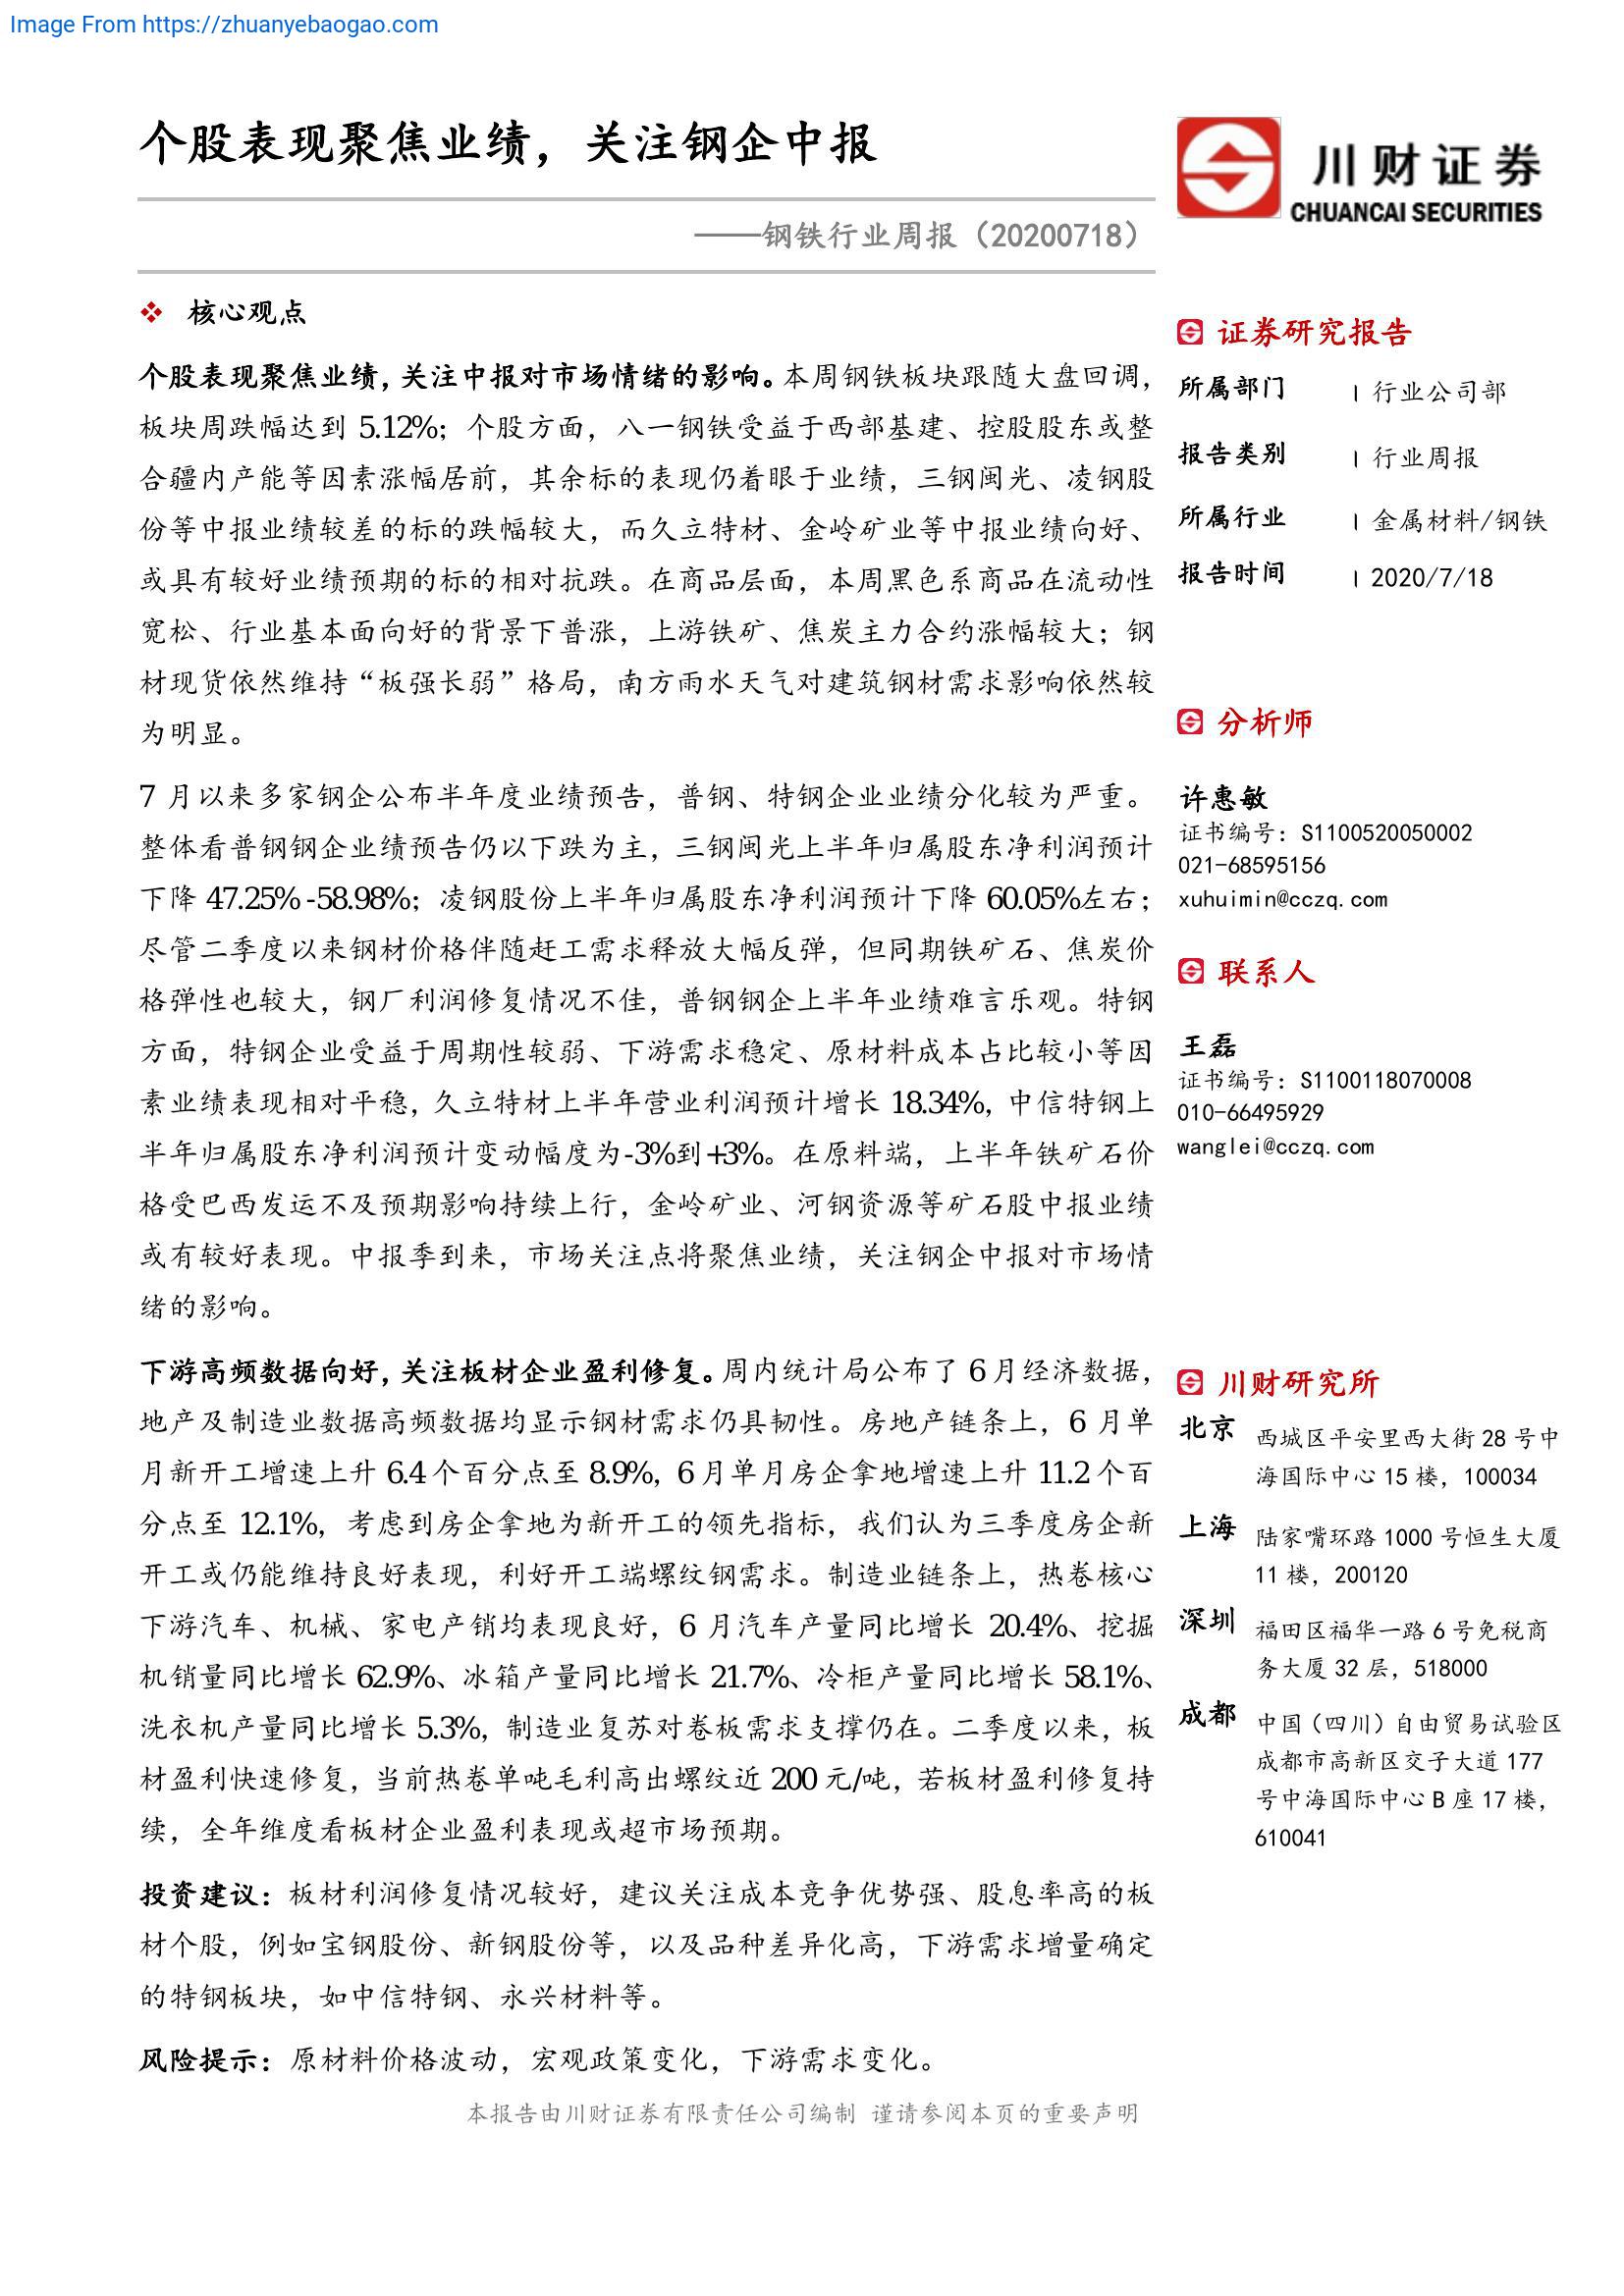 Image From https://zhuanyebaogao.com
个股表现聚焦业绩，关注钢企中报
——钢铁行业周报（20200718）
川财证券
CHUANCAI SECURITIES
❖ 核心观点
个股表现聚焦业绩，关注中报对市场情绪的影响。本周钢铁板块跟随大盘回调，
板块周跌幅达到 5.12%；个股方面，八一钢铁受益于西部基建、控股股东或整
合疆内产能等因素涨幅居前，其余标的表现仍着眼于业绩，三钢闽光、凌钢股
份等中报业绩较差的标的跌幅较大，而久立特材、金岭矿业等中报业绩向好、
或具有较好业绩预期的标的相对抗跌。在商品层面，本周黑色系商品在流动性
宽松、行业基本面向好的背景下普涨，上游铁矿、焦炭主力合约涨幅较大；钢
材现货依然维持“板强长弱”格局，南方雨水天气对建筑钢材需求影响依然较
为明显。
7 月以来多家钢企公布半年度业绩预告，普钢、特钢企业业绩分化较为严重。
整体看普钢钢企业绩预告仍以下跌为主，三钢闽光上半年归属股东净利润预计
下降 47.25% -58.98%；凌钢股份上半年归属股东净利润预计下降 60.05%左右；
尽管二季度以来钢材价格伴随赶工需求释放大幅反弹，但同期铁矿石、焦炭价
格弹性也较大，钢厂利润修复情况不佳，普钢钢企上半年业绩难言乐观。特钢
方面，特钢企业受益于周期性较弱、下游需求稳定、原材料成本占比较小等因
素业绩表现相对平稳，久立特材上半年营业利润预计增长 18.34%，中信特钢上
半年归属股东净利润预计变动幅度为-3%到+3%。在原料端，上半年铁矿石价
格受巴西发运不及预期影响持续上行，金岭矿业、河钢资源等矿石股中报业绩
或有较好表现。中报季到来，市场关注点将聚焦业绩，关注钢企中报对市场情
绪的影响。
下游高频数据向好，关注板材企业盈利修复。周内统计局公布了 6 月经济数据，
地产及制造业数据高频数据均显示钢材需求仍具韧性。房地产链条上，6 月单
月新开工增速上升 6.4 个百分点至 8.9%，6 月单月房企拿地增速上升 11.2 个百
分点至 12.1%，考虑到房企拿地为新开工的领先指标，我们认为三季度房企新
开工或仍能维持良好表现，利好开工端螺纹钢需求。制造业链条上，热卷核心
下游汽车、机械、家电产销均表现良好，6 月汽车产量同比增长 20.4%、挖掘
机销量同比增长 62.9%、冰箱产量同比增长 21.7%、冷柜产量同比增长 58.1%、
洗衣机产量同比增长 5.3%，制造业复苏对卷板需求支撑仍在。二季度以来，板
材盈利快速修复，当前热卷单吨毛利高出螺纹近 200 元/吨，若板材盈利修复持
续，全年维度看板材企业盈利表现或超市场预期。
投资建议：板材利润修复情况较好，建议关注成本竞争优势强、股息率高的板
材个股，例如宝钢股份、新钢股份等，以及品种差异化高，下游需求增量确定
的特钢板块，如中信特钢、永兴材料等。
风险提示：原材料价格波动，宏观政策变化，下游需求变化。
证券研究报告
所属部门 | 行业公司部
报告类别 | 行业周报
所属行业 | 金属材料/钢铁
报告时间 | 2020/7/18
分析师
许惠敏
证书编号：S1100520050002
021-68595156
xuhuimin@cczq.com
联系人
王磊
证书编号：S1100118070008
010-66495929
wanglei@cczq.com
川财研究所
北京 西城区平安里西大街 28 号中
海国际中心 15 楼，100034
上海 陆家嘴环路 1000 号恒生大厦
11 楼，200120
深圳 福田区福华一路 6 号免税商
务大厦 32 层，518000
成都 中国（四川）自由贸易试验区
成都市高新区交子大道 177
号中海国际中心 B 座 17 楼，
610041
本报告由川财证券有限责任公司编制 谨请参阅本页的重要声明